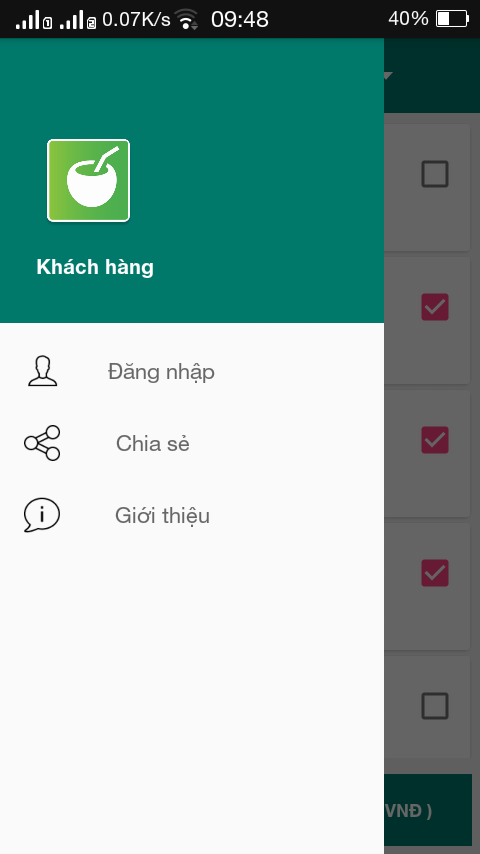 0.07K/s 09:48 40%
Khách hàng
Đăng nhập
Chia sẻ
Giới thiệu
VNĐ )